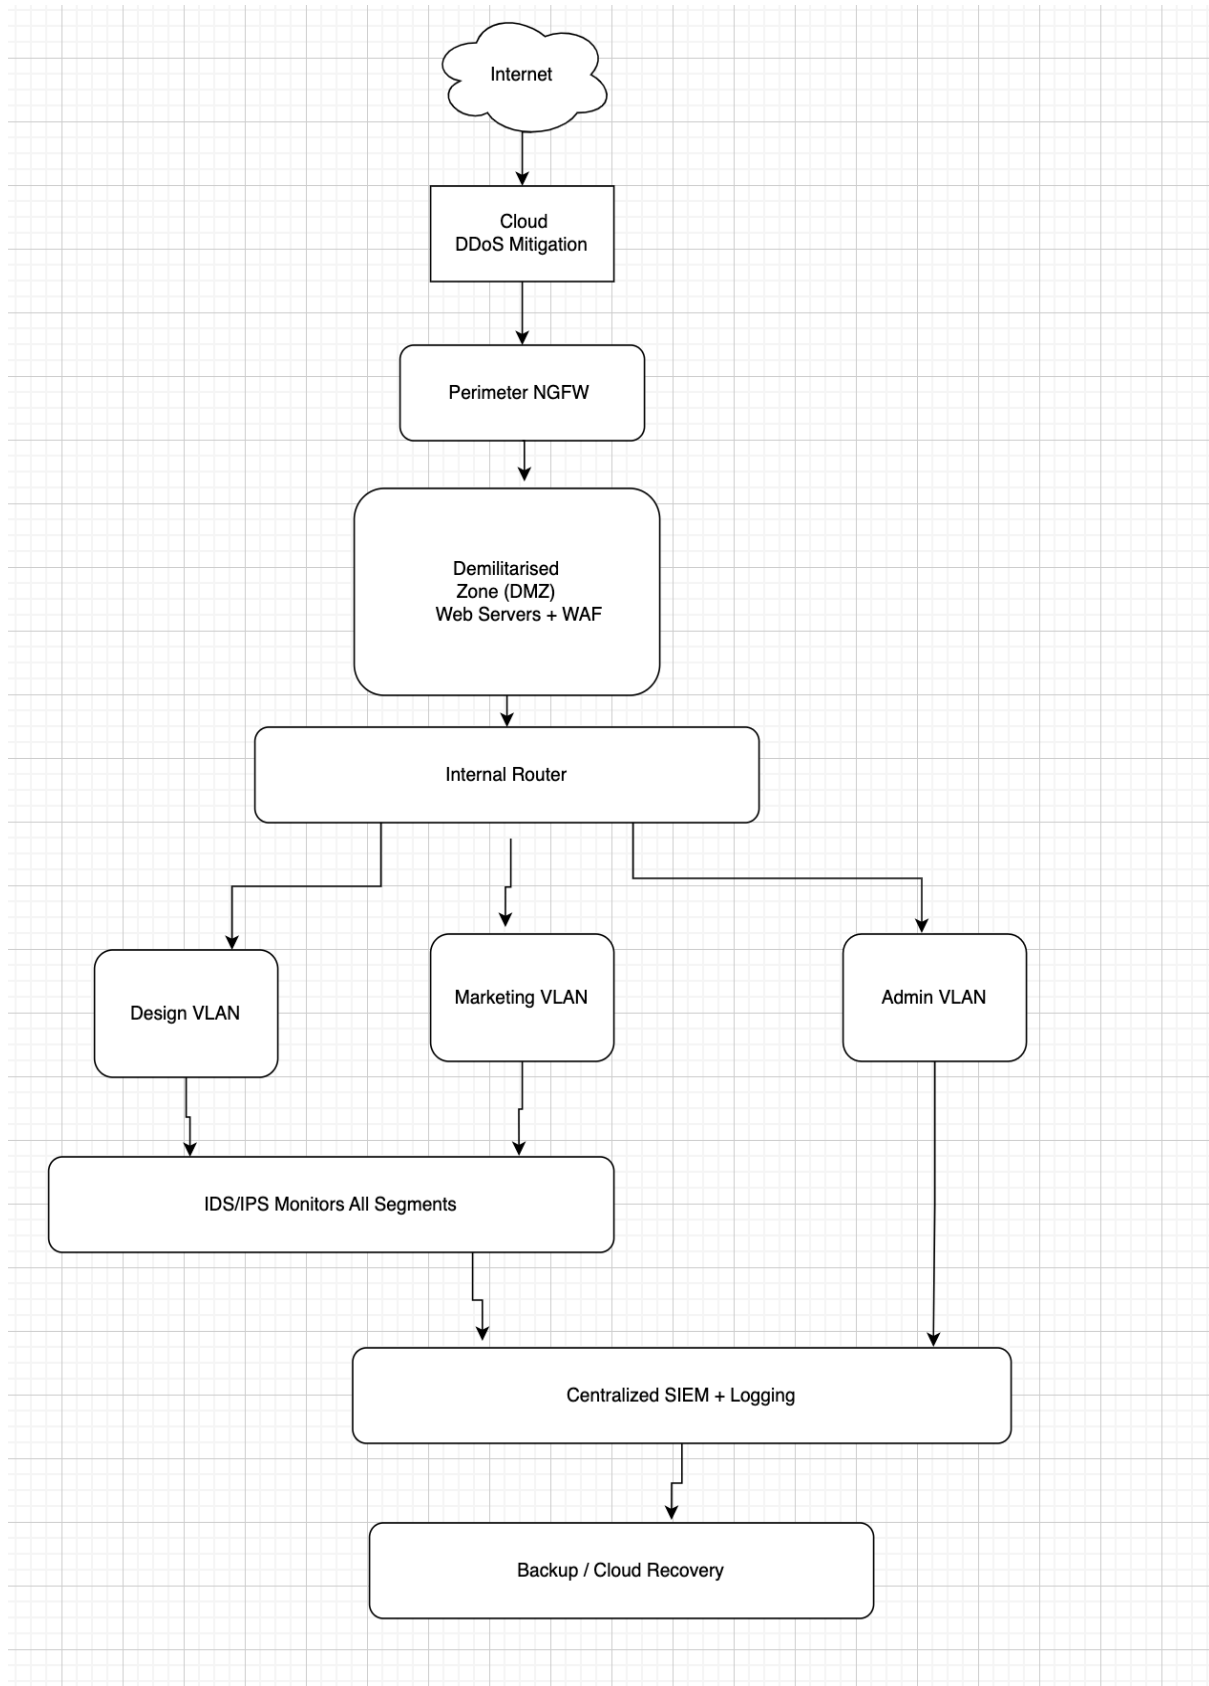 Internet
Cloud
DDoS Mitigation
Perimeter NGFW
Demilitarised
Zone (DMZ)
Web Servers + WAF
Internal Router
Design VLAN
Marketing VLAN
Admin VLAN
IDS/IPS Monitors All Segments
Centralized SIEM + Logging
Backup / Cloud Recovery